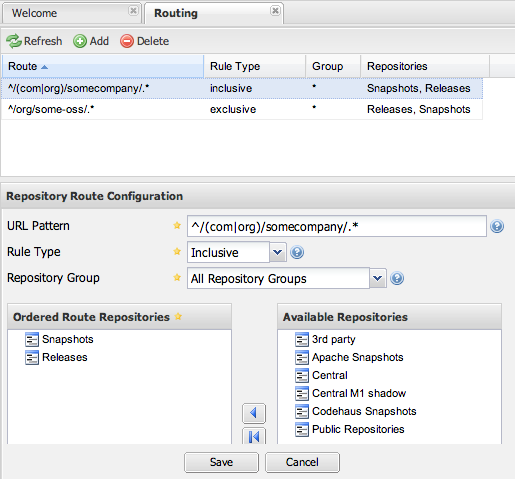 Welcome Routing
Refresh Add Delete
Route Rule Type Group Repositories
^/(com|org)/somecompany/.* inclusive * Snapshots, Releases
^/org/some-oss/.* exclusive * Releases, Snapshots
Repository Route Configuration
URL Pattern ^/(com|org)/somecompany/.*
Rule Type Inclusive
Repository Group All Repository Groups
Ordered Route Repositories Available Repositories
Snapshots 3rd party
Releases Apache Snapshots
Central
Central M1 shadow
Codehaus Snapshots
Public Repositories
Save Cancel